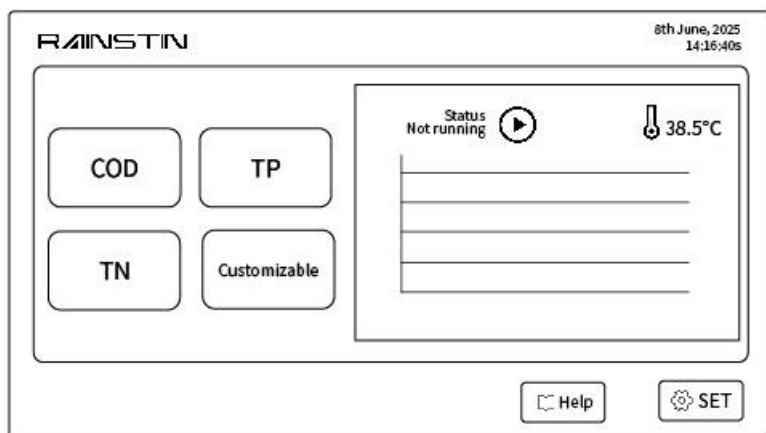 RAINSTIN
8th June, 2025
14:16:40s
COD
TP
TN
Customizable
Status
Not running
38.5°C
Help
SET